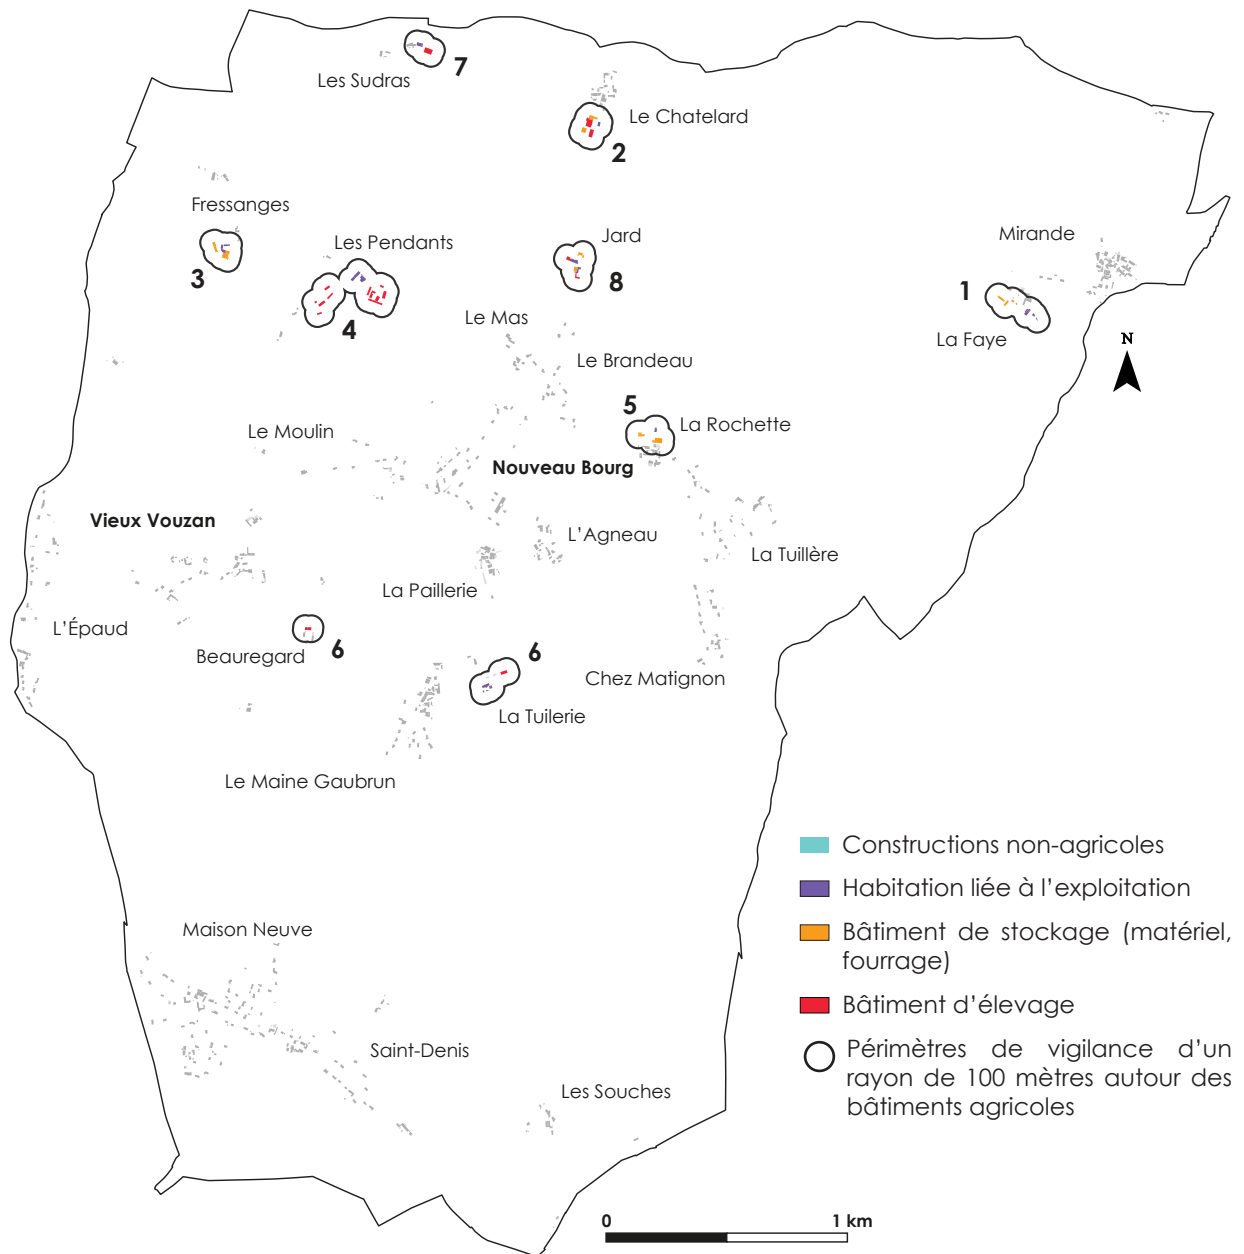 Les Sudras
7
Le Chatelard
2
Fressanges
3
Les Pendants
4
Jard
8
Mirande
1
La Faye
N
Le Mas
Le Brandeau
5
La Rochette
Le Moulin
Nouveau Bourg
Vieux Vouzan
L'Agneau
La Tuillère
La Paillerie
L'Épaud
Beauregard
6
6
Chez Matignon
La Tuilerie
Le Maine Gaubrun
Maison Neuve
Saint-Denis
Les Souches
Constructions non-agricoles
Habitation liée à l'exploitation
Bâtiment de stockage (matériel,
fourrage)
Bâtiment d'élevage
Périmètres de vigilance d'un
rayon de 100 mètres autour des
bâtiments agricoles
0
1 km